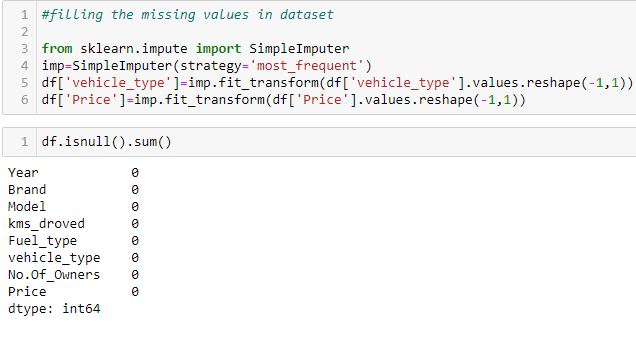 1 #filling the missing values in dataset
2
3 from sklearn.impute import SimpleImputer
4 imp=SimpleImputer(strategy='most_frequent')
5 df['vehicle_type']=imp.fit_transform(df['vehicle_type'].values.reshape(-1,1))
6 df['Price']=imp.fit_transform(df['Price'].values.reshape(-1,1))
1 df.isnull().sum()
Year 0
Brand 0
Model 0
kms_droved 0
Fuel_type 0
vehicle_type 0
No.Of_Owners 0
Price 0
dtype: int64